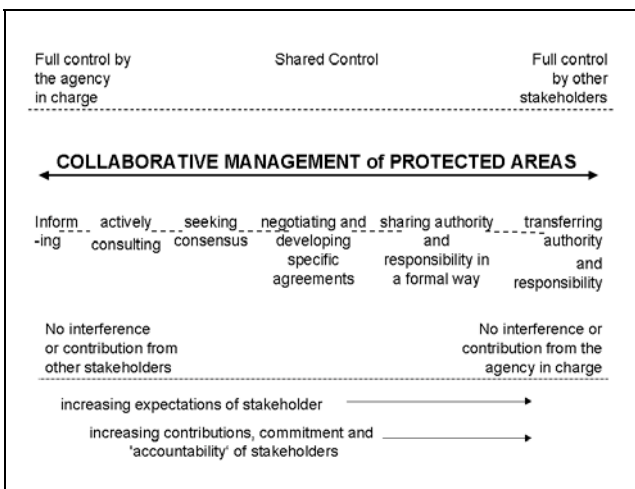 Full control by
the agency
in charge
Shared Control
Full control
by other
stakeholders
COLLABORATIVE MANAGEMENT of PROTECTED AREAS
Inform
-ing
actively
consulting
seeking
consensus
negotiating and
developing
specific
agreements
sharing authority
and
responsibility in
a formal way
transferring
authority
and
responsibility
No interference
or contribution from
other stakeholders
No interference or
contribution from the
agency in charge
increasing expectations of stakeholder
increasing contributions, commitment and
'accountability' of stakeholders